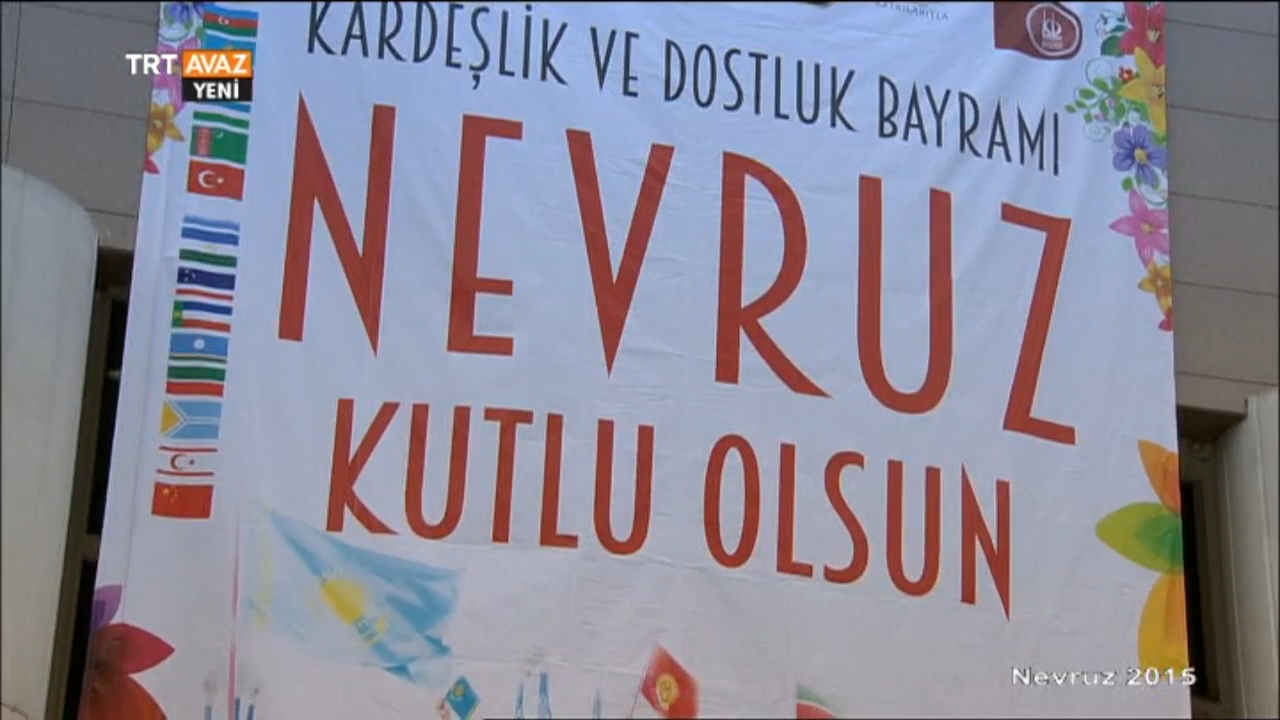 TRT AVAZ
YENİ
KARDEŞLİK VE DOSTLUK BAYRAMI
NEVRUZ
KUTLU OLSUN
Nevruz 2015